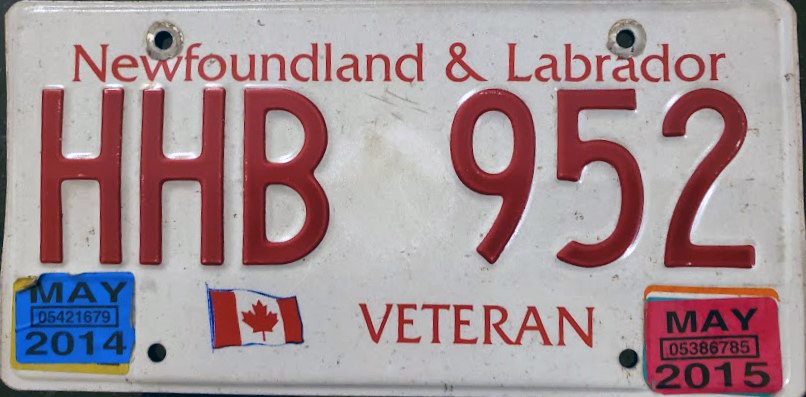 Newfoundland & Labrador
HHB 952
MAY
05421679
2014
VETERAN
MAY
05386785
2015